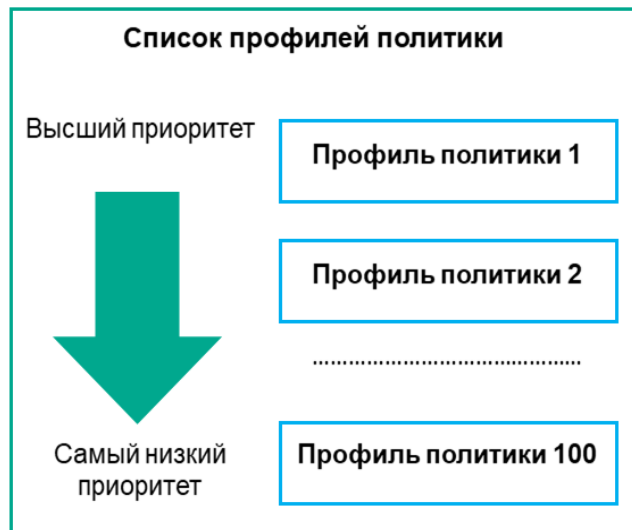 Список профилей политики
Высший приоритет
Профиль политики 1
Профиль политики 2
................................................
Самый низкий
приоритет
Профиль политики 100